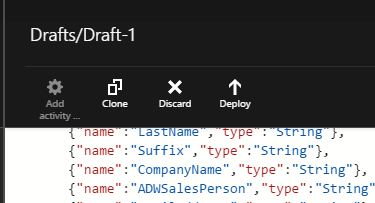 Drafts/Draft-1
Add activity ...
Clone
Discard
Deploy
{"name":"LastName","type":"String"},
{"name":"Suffix","type":"String"},
{"name":"CompanyName","type":"String"},
{"name":"ADWSalesPerson","type":"String"